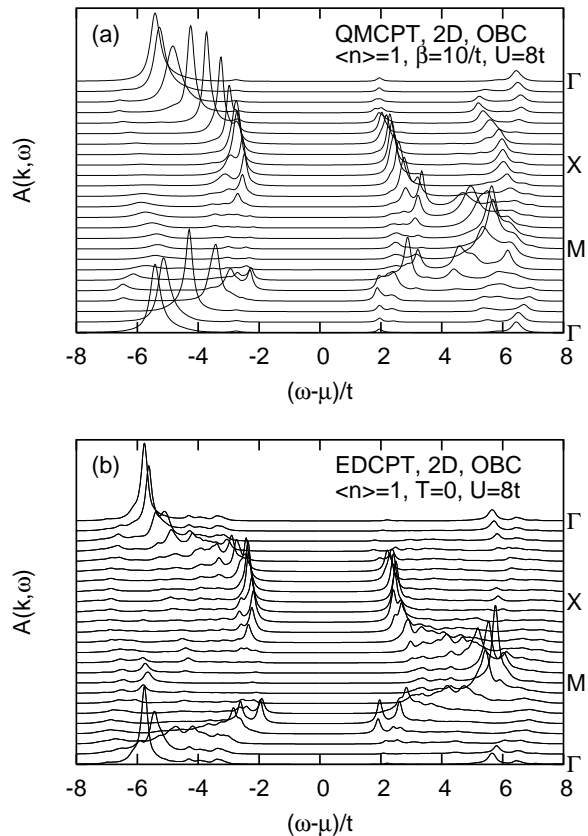 (a)
QMCPT, 2D, OBC
<n>=1, β=10/t, U=8t
A(k,ω)
Γ
X
M
Γ
-8 -6 -4 -2 0 2 4 6 8
(ω-μ)/t
(b)
EDCPT, 2D, OBC
<n>=1, T=0, U=8t
A(k,ω)
Γ
X
M
Γ
-8 -6 -4 -2 0 2 4 6 8
(ω-μ)/t